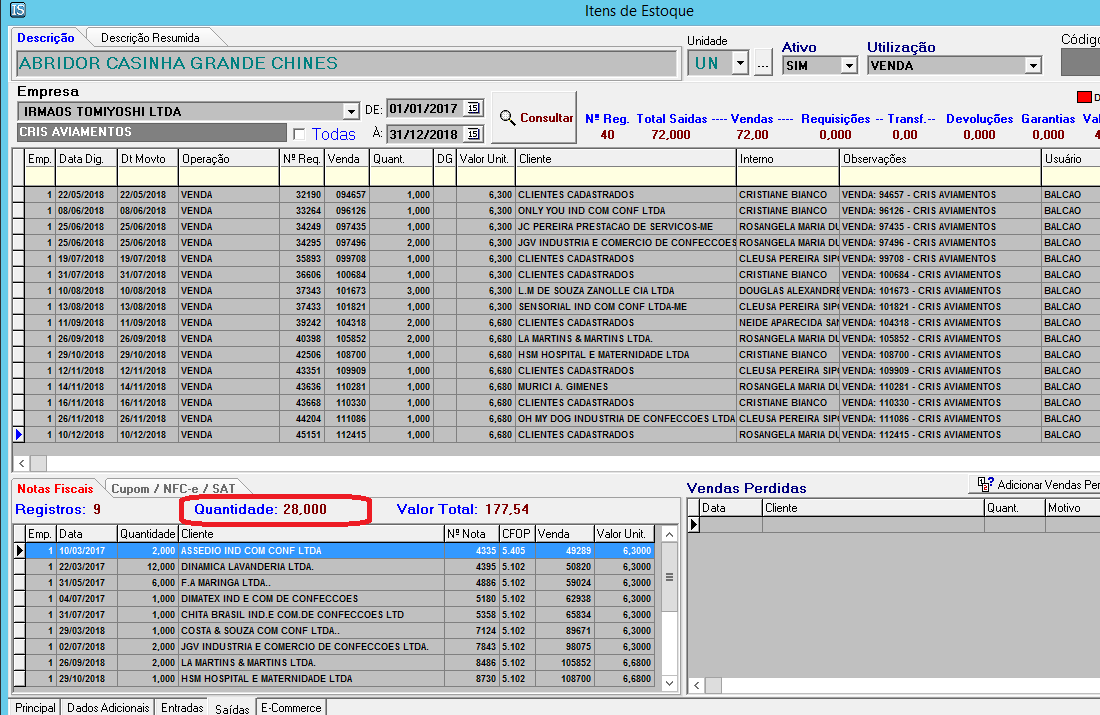 TS Itens de Estoque
Descrição Descrição Resumida Unidade Ativo Utilização Código
ABRIDOR CASINHA GRANDE CHINES UN ... SIM VENDA
Empresa
IRMAOS TOMIYOSHI LTDA DE: 01/01/2017 15 Consultar Nº Reg. Total Saidas ---- Vendas ---- Requisições -- Transf.-- Devoluções Garantias
CRIS AVIAMENTOS Todas À: 31/12/2018 15 40 72,000 72,00 0,000 0,00 0,000 0,000
Emp. Data Dig. Dt Movto Operação Nº Req. Venda Quant. DG Valor Unit. Cliente Interno Observações Usuário
1 22/05/2018 22/05/2018 VENDA 32190 094657 1,000 6,300 CLIENTES CADASTRADOS CRISTIANE BIANCO VENDA: 94657 - CRIS AVIAMENTOS BALCAO
1 08/06/2018 08/06/2018 VENDA 33264 096126 1,000 6,300 ONLY YOU IND COM CONF LTDA CRISTIANE BIANCO VENDA: 96126 - CRIS AVIAMENTOS BALCAO
1 25/06/2018 25/06/2018 VENDA 34249 097435 1,000 6,300 JC PEREIRA PRESTACAO DE SERVICOS-ME ROSANGELA MARIA DU VENDA: 97435 - CRIS AVIAMENTOS BALCAO
1 25/06/2018 25/06/2018 VENDA 34295 097496 2,000 6,300 JGV INDUSTRIA E COMERCIO DE CONFECCOES ROSANGELA MARIA DU VENDA: 97496 - CRIS AVIAMENTOS BALCAO
1 19/07/2018 19/07/2018 VENDA 35893 099708 1,000 6,300 CLIENTES CADASTRADOS CLEUSA PEREIRA SIP VENDA: 99708 - CRIS AVIAMENTOS BALCAO
1 31/07/2018 31/07/2018 VENDA 36606 100684 1,000 6,300 CLIENTES CADASTRADOS CRISTIANE BIANCO VENDA: 100684 - CRIS AVIAMENTOS BALCAO
1 10/08/2018 10/08/2018 VENDA 37343 101673 3,000 6,300 L.M DE SOUZA ZANOLLE CIA LTDA DOUGLAS ALEXANDRE VENDA: 101673 - CRIS AVIAMENTOS BALCAO
1 13/08/2018 13/08/2018 VENDA 37433 101821 1,000 6,300 SENSORIAL IND COM CONF LTDA-ME CLEUSA PEREIRA SIP VENDA: 101821 - CRIS AVIAMENTOS BALCAO
1 11/09/2018 11/09/2018 VENDA 39242 104318 2,000 6,680 CLIENTES CADASTRADOS NEIDE APARECIDA SAN VENDA: 104318 - CRIS AVIAMENTOS BALCAO
1 26/09/2018 26/09/2018 VENDA 40398 105852 2,000 6,680 LA MARTINS & MARTINS LTDA. ROSANGELA MARIA DU VENDA: 105852 - CRIS AVIAMENTOS BALCAO
1 29/10/2018 29/10/2018 VENDA 42506 108700 1,000 6,680 HSM HOSPITAL E MATERNIDADE LTDA CRISTIANE BIANCO VENDA: 108700 - CRIS AVIAMENTOS BALCAO
1 12/11/2018 12/11/2018 VENDA 43351 109909 1,000 6,680 CLIENTES CADASTRADOS CLEUSA PEREIRA SIP VENDA: 109909 - CRIS AVIAMENTOS BALCAO
1 14/11/2018 14/11/2018 VENDA 43636 110281 1,000 6,680 MURICI A. GIMENES ROSANGELA MARIA DU VENDA: 110281 - CRIS AVIAMENTOS BALCAO
1 16/11/2018 16/11/2018 VENDA 43668 110330 1,000 6,680 CLIENTES CADASTRADOS CRISTIANE BIANCO VENDA: 110330 - CRIS AVIAMENTOS BALCAO
1 26/11/2018 26/11/2018 VENDA 44204 111086 1,000 6,680 OH MY DOG INDUSTRIA DE CONFECCOES LTDA CLEUSA PEREIRA SIP VENDA: 111086 - CRIS AVIAMENTOS BALCAO
1 10/12/2018 10/12/2018 VENDA 45151 112415 1,000 6,680 CLIENTES CADASTRADOS ROSANGELA MARIA DU VENDA: 112415 - CRIS AVIAMENTOS BALCAO
Notas Fiscais Cupom / NFC-e / SAT Vendas Perdidas Adicionar Vendas Per
Registros: 9 Quantidade: 28,000 Valor Total: 177,54 Data Cliente Quant. Motivo
Emp. Data Quantidade Cliente Nº Nota CFOP Venda Valor Unit.
1 10/03/2017 2,000 ASSEDIO IND COM CONF LTDA 4335 5.405 49289 6,3000
1 22/03/2017 12,000 DINAMICA LAVANDERIA LTDA. 4395 5.102 50820 6,3000
1 31/05/2017 6,000 F.A MARINGA LTDA.. 4886 5.102 59024 6,3000
1 04/07/2017 1,000 DIMATEX IND E COM DE CONFECCOES 5180 5.102 62938 6,3000
1 31/07/2017 1,000 CHITA BRASIL IND.E COM.DE CONFECCOES LTD 5358 5.102 65834 6,3000
1 29/03/2018 1,000 COSTA & SOUZA COM CONF LTDA.. 7124 5.102 89671 6,3000
1 02/07/2018 2,000 JGV INDUSTRIA E COMERCIO DE CONFECCOES LTDA. 7843 5.102 98075 6,3000
1 26/09/2018 2,000 LA MARTINS & MARTINS LTDA. 8486 5.102 105852 6,6800
1 29/10/2018 1,000 HSM HOSPITAL E MATERNIDADE LTDA 8730 5.102 108700 6,6800
Principal Dados Adicionais Entradas Saídas E-Commerce